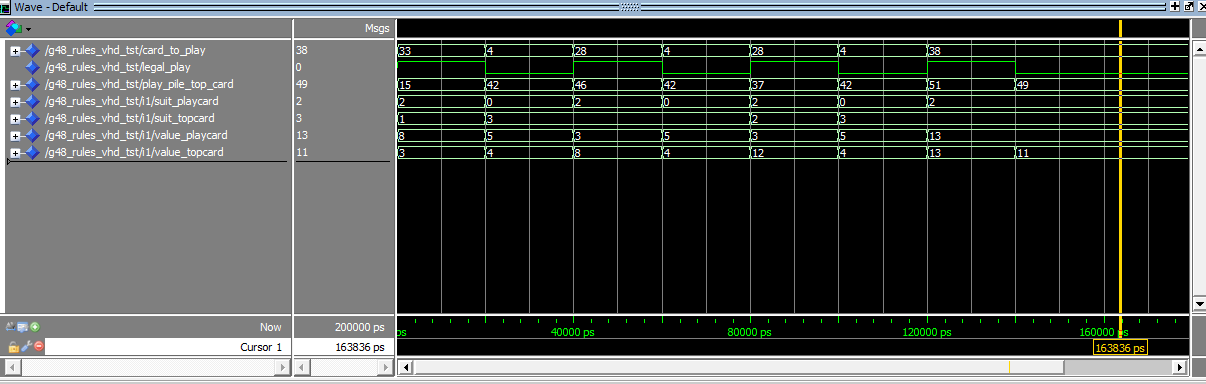 Wave - Default
Msgs
/g48_rules_vhd_tst/card_to_play 38 33 4 28 4 28 4 38
/g48_rules_vhd_tst/legal_play 0
/g48_rules_vhd_tst/play_pile_top_card 49 15 42 46 42 37 42 51 49
/g48_rules_vhd_tst/i1/suit_playcard 2 2 0 2 0 2 0 2
/g48_rules_vhd_tst/i1/suit_topcard 3 1 3 2 3
/g48_rules_vhd_tst/i1/value_playcard 13 8 5 3 5 3 5 13
/g48_rules_vhd_tst/i1/value_topcard 11 3 4 8 4 12 4 13 11
Now 200000 ps ps 40000 ps 80000 ps 120000 ps 160000 ps
Cursor 1 163836 ps 163836 ps